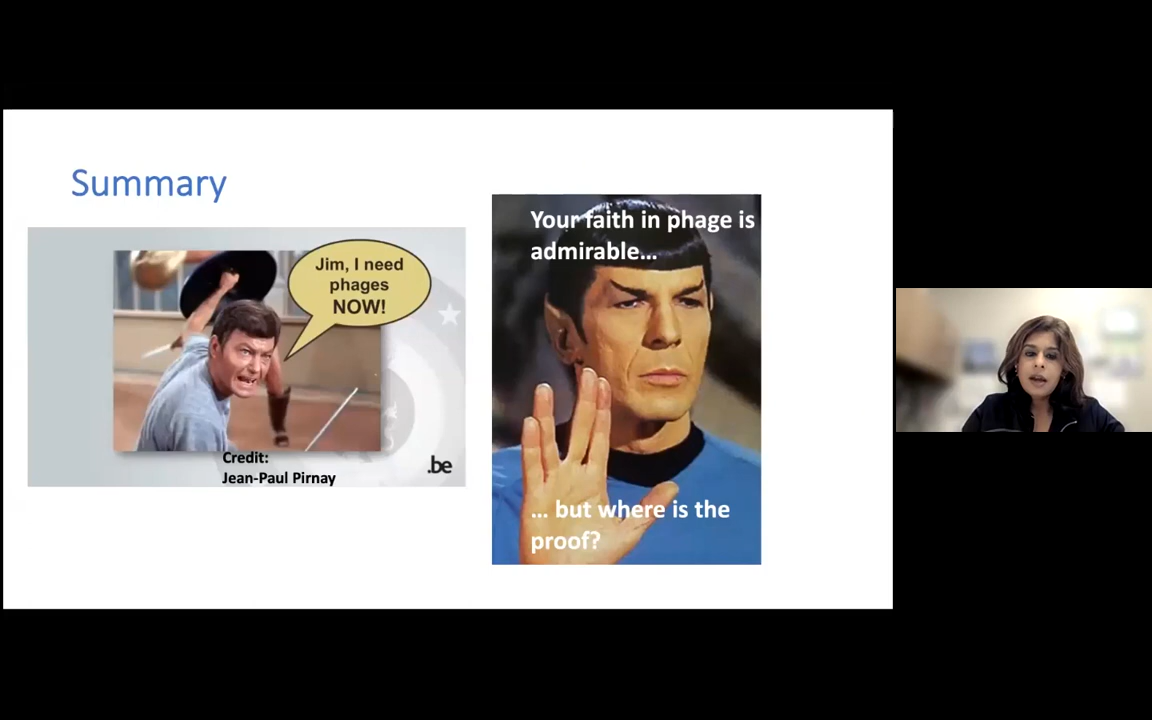 Summary
Jim, I need
phages
NOW!
Credit:
Jean-Paul Pirnay
.be
Your faith in phage is
admirable...
... but where is the
proof?